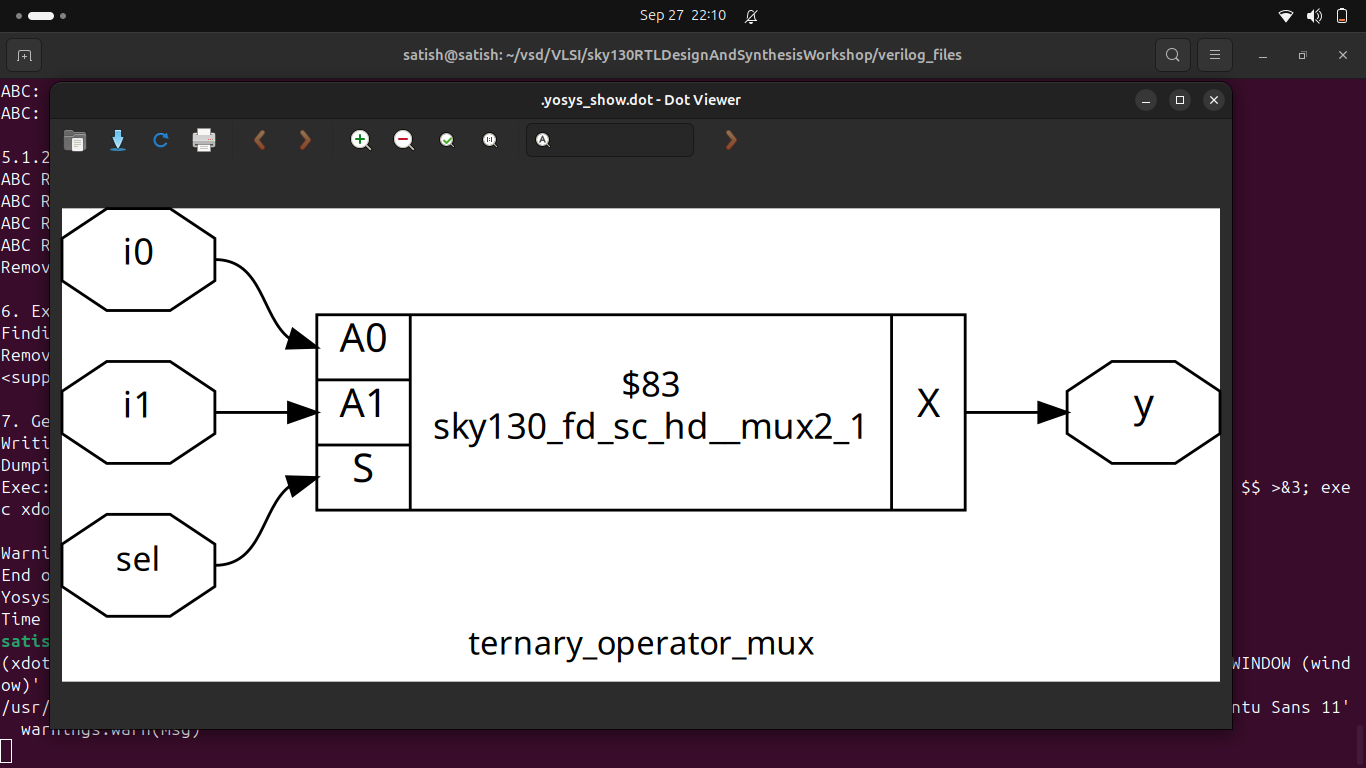 Sep 27 22:10
satish@satish: ~/vsd/VLSI/sky130RTLDesignAndSynthesisWorkshop/verilog_files
ABC:
ABC:
.yosys_show.dot - Dot Viewer
5.1.2
ABC R
ABC R
ABC R
ABC R
Remov
6. Ex
Findi
Remov
<supp
7. Ge
Writi
Dumpi
Exec:
$$ >&3; exe
c xdo
Warni
End o
Yosys
Time
satis
(xdot
WINDOW (wind
ow)'
/usr/
ntu Sans 11'
warnings.warn(msg)
i0
i1
sel
A0
A1
S
$83
sky130_fd_sc_hd__mux2_1
X
y
ternary_operator_mux